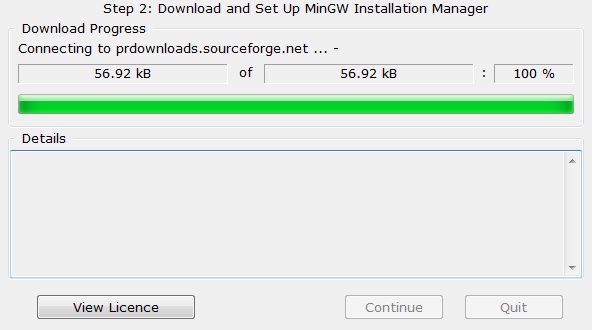 Step 2: Download and Set Up MinGW Installation Manager
Download Progress
Connecting to prdownloads.sourceforge.net ... -
56.92 kB of 56.92 kB : 100 %
Details
View Licence Continue Quit